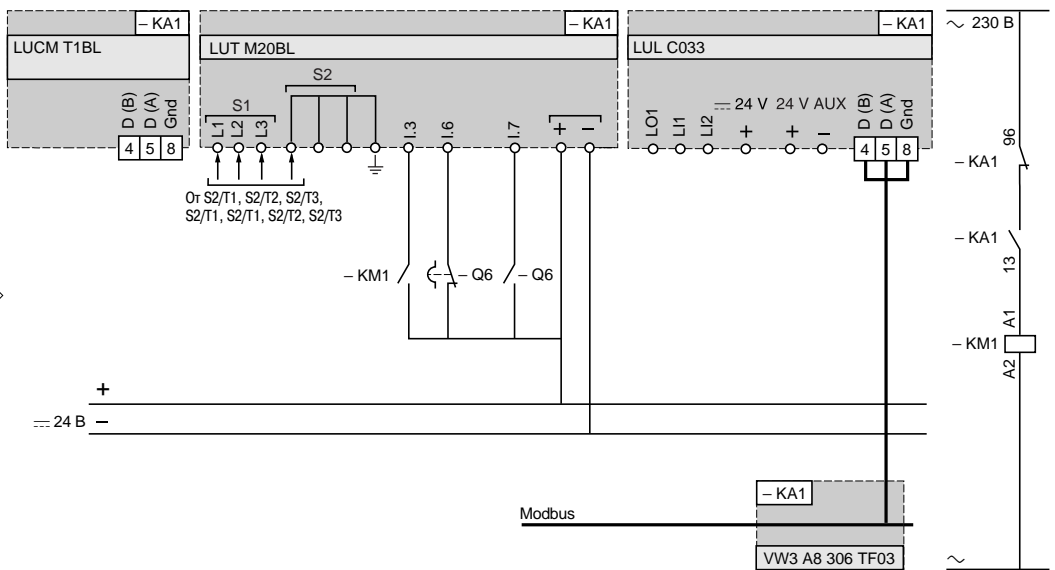 – KA1
LUCM T1BL
D (B)
D (A)
Gnd
4 5 8
– KA1
LUT M20BL
S2
S1
L1
L2
L3
I.3
I.6
I.7
+
–
От S2/T1, S2/T2, S2/T3,
S2/T1, S2/T1, S2/T2, S2/T3
– KM1
– Q6
– Q6
– KA1
LUL C033
LO1
LI1
LI2
24 V
24 V AUX
+
+
–
D (B)
D (A)
Gnd
4 5 8
~ 230 В
96
– KA1
– KA1
13
A1
– KM1
A2
~
+
24 В –
– KA1
Modbus
VW3 A8 306 TF03